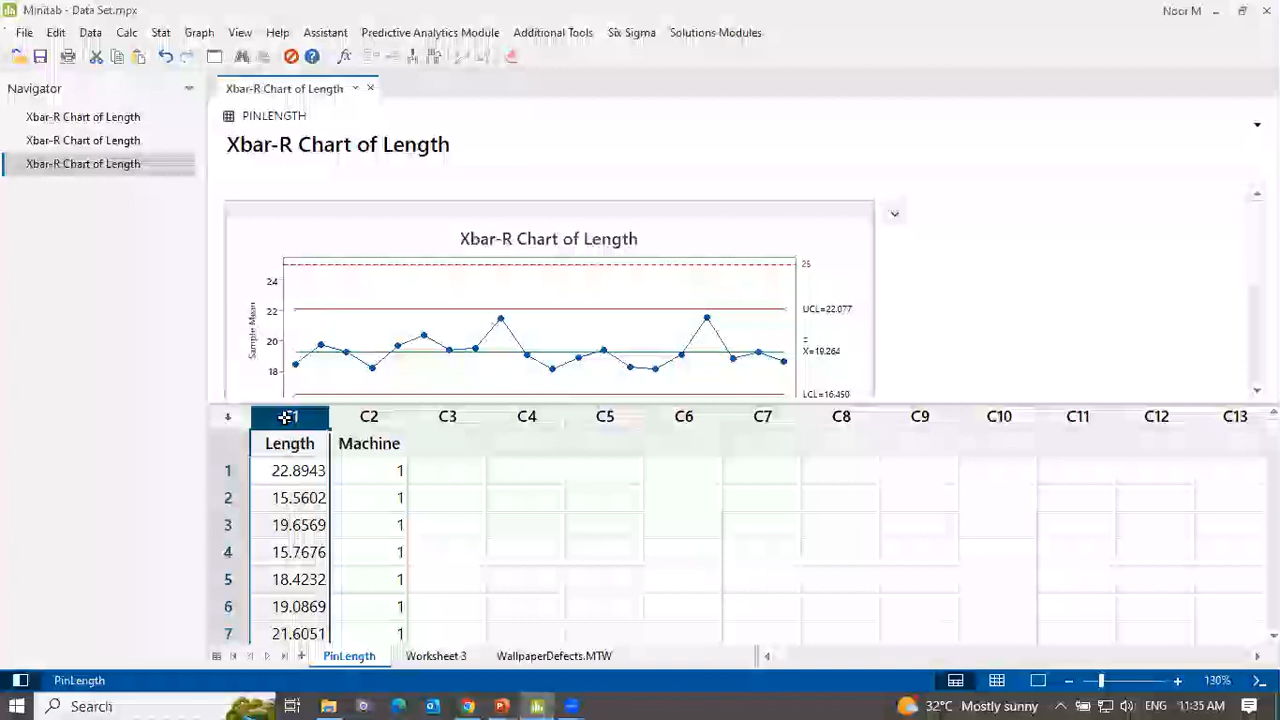 Minitab - Data Set.mpx
Noor M
File Edit Data Calc Stat Graph View Help Assistant Predictive Analytics Module Additional Tools Six Sigma Solutions Modules
Navigator
Xbar-R Chart of Length
Xbar-R Chart of Length
Xbar-R Chart of Length
Xbar-R Chart of Length
PINLENGTH
Xbar-R Chart of Length
Xbar-R Chart of Length
25
24
22
20
18
Sample Mean
UCL=22.077
X=19.264
LCL=16.450
C1 C2 C3 C4 C5 C6 C7 C8 C9 C10 C11 C12 C13
Length Machine
1 22.8943 1
2 15.5602 1
3 19.6569 1
4 15.7676 1
5 18.4232 1
6 19.0869 1
7 21.6051 1
PinLength Worksheet 3 WallpaperDefects.MTW
PinLength
130%
Search
32°C Mostly sunny
ENG
11:35 AM